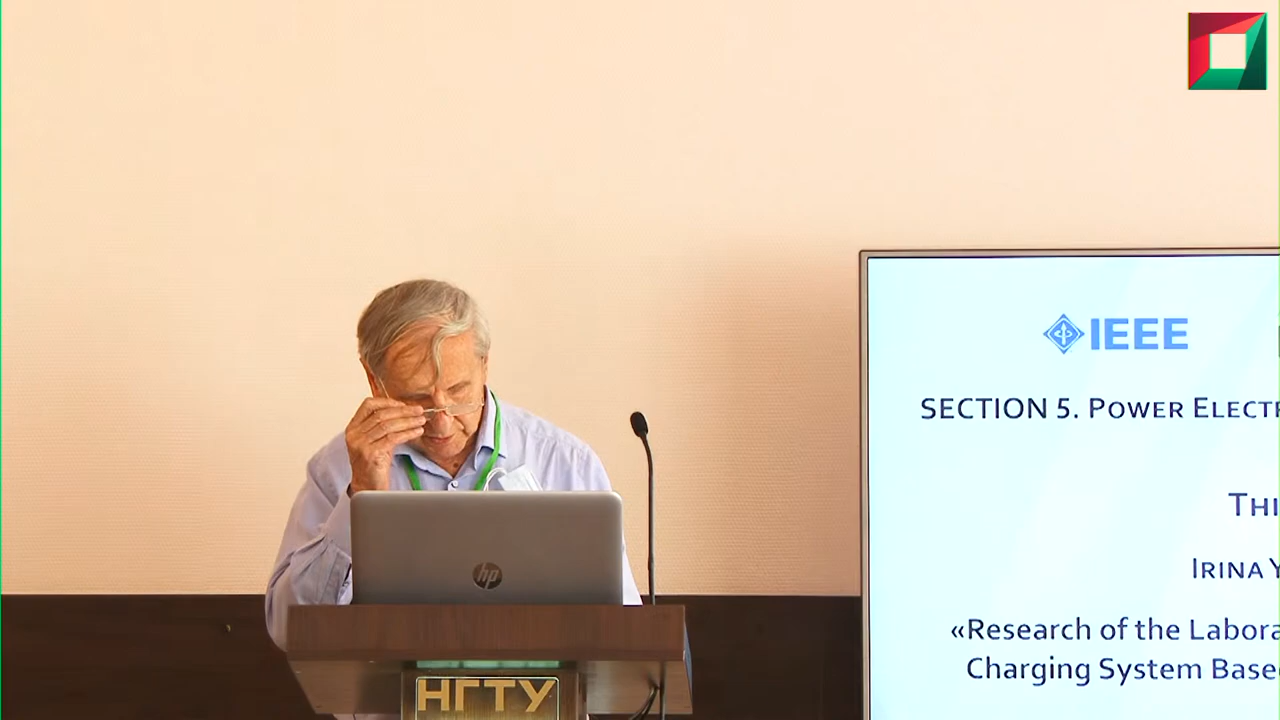 IEEE
SECTION 5. POWER ELECT
THI
IRINA Y
«Research of the Labora
Charging System Base
hp
НГТУ